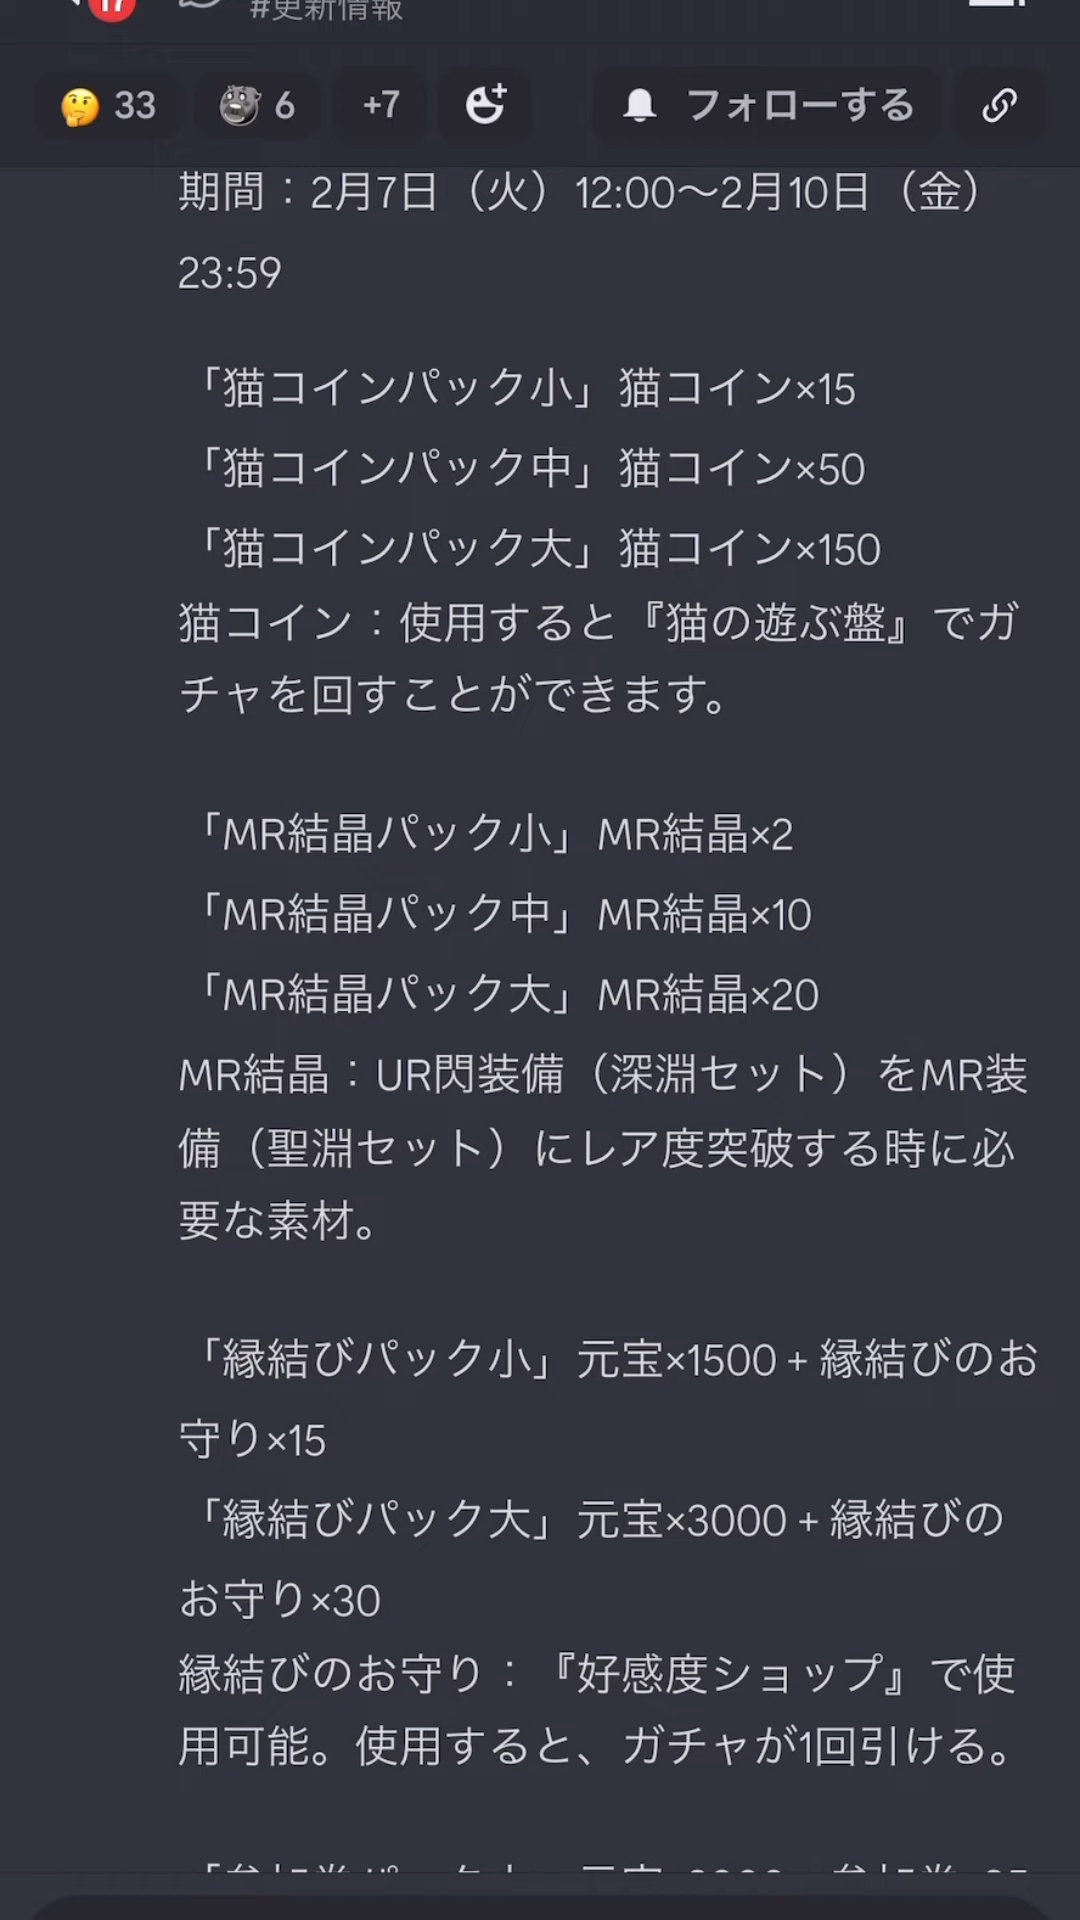 17
#更新情報
33
6
+7
フォローする
期間：2月7日（火）12:00〜2月10日（金）
23:59
「猫コインパック小」猫コイン×15
「猫コインパック中」猫コイン×50
「猫コインパック大」猫コイン×150
猫コイン：使用すると『猫の遊ぶ盤』でガ
チャを回すことができます。
「MR結晶パック小」MR結晶×2
「MR結晶パック中」MR結晶×10
「MR結晶パック大」MR結晶×20
MR結晶：UR閃装備（深淵セット）をMR装
備（聖淵セット）にレア度突破する時に必
要な素材。
「縁結びパック小」元宝×1500 + 縁結びのお
守り×15
「縁結びパック大」元宝×3000 + 縁結びの
お守り×30
縁結びのお守り：『好感度ショップ』で使
用可能。使用すると、ガチャが1回引ける。